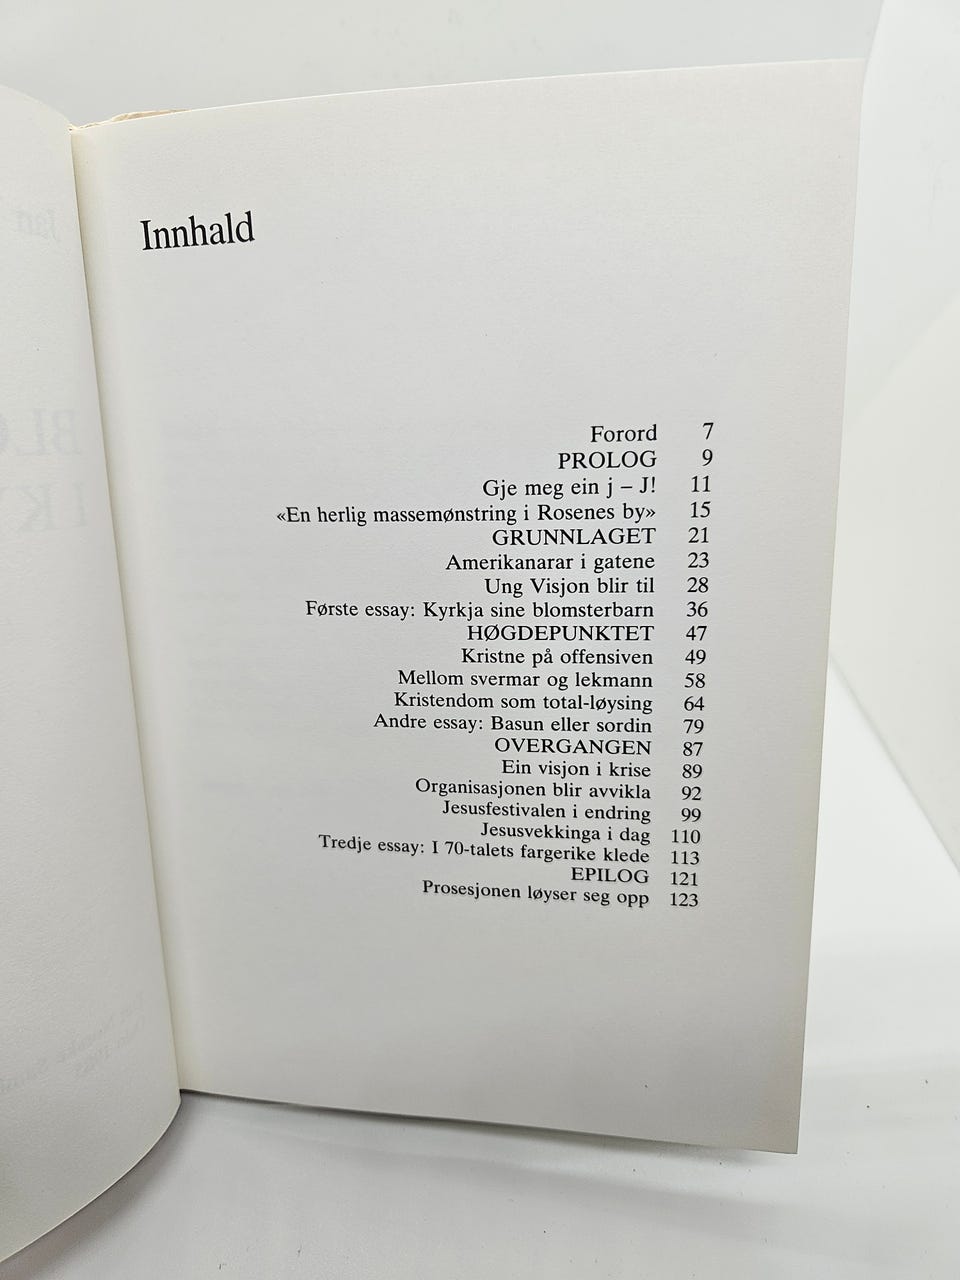 Innhald
Forord 7
PROLOG 9
Gje meg ein j – J! 11
«En herlig massemønstring i Rosenes by» 15
GRUNNLAGET 21
Amerikanarar i gatene 23
Ung Visjon blir til 28
Første essay: Kyrkja sine blomsterbarn 36
HØGDEPUNKTET 47
Kristne på offensiven 49
Mellom svermar og lekmann 58
Kristendom som total-løysing 64
Andre essay: Basun eller sordin 79
OVERGANGEN 87
Ein visjon i krise 89
Organisasjonen blir avvikla 92
Jesusfestivalen i endring 99
Jesusvekkinga i dag 110
Tredje essay: I 70-talets fargerike klede 113
EPILOG 121
Prosesjonen løyser seg opp 123